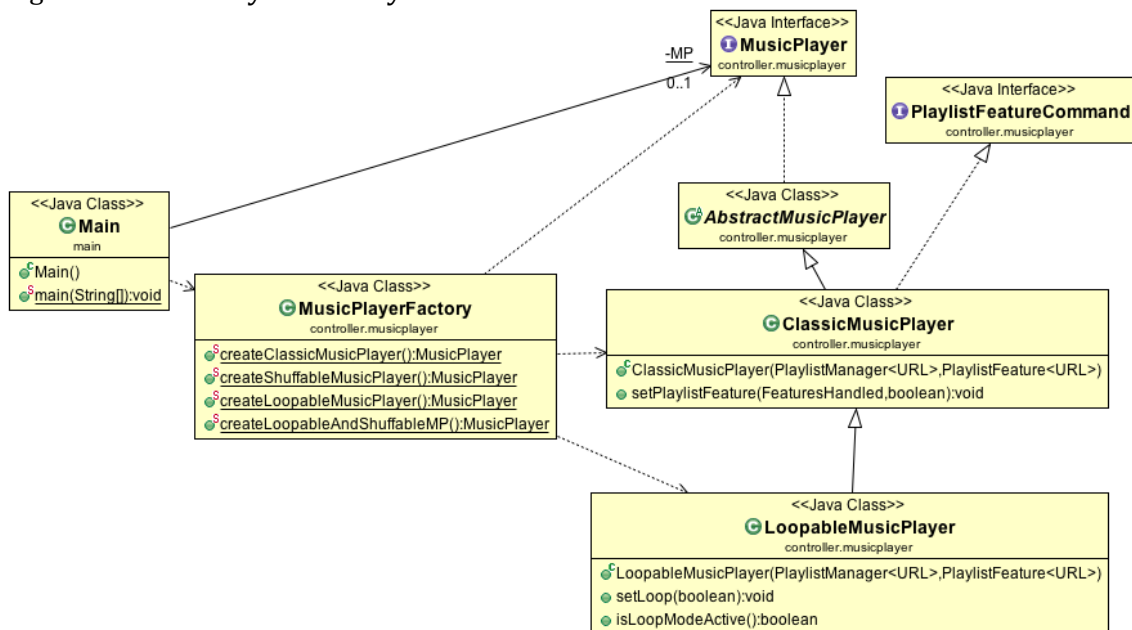 <<Java Interface>>
MusicPlayer
controller.musicplayer
-MP
0..1
<<Java Interface>>
PlaylistFeatureCommand
controller.musicplayer
<<Java Class>>
AbstractMusicPlayer
controller.musicplayer
<<Java Class>>
Main
main
Main()
main(String[]):void
<<Java Class>>
MusicPlayerFactory
controller.musicplayer
createClassicMusicPlayer():MusicPlayer
createShuffableMusicPlayer():MusicPlayer
createLoopableMusicPlayer():MusicPlayer
createLoopableAndShuffableMP():MusicPlayer
<<Java Class>>
ClassicMusicPlayer
controller.musicplayer
ClassicMusicPlayer(PlaylistManager<URL>,PlaylistFeature<URL>)
setPlaylistFeature(FeaturesHandled,boolean):void
<<Java Class>>
LoopableMusicPlayer
controller.musicplayer
LoopableMusicPlayer(PlaylistManager<URL>,PlaylistFeature<URL>)
setLoop(boolean):void
isLoopModeActive():boolean